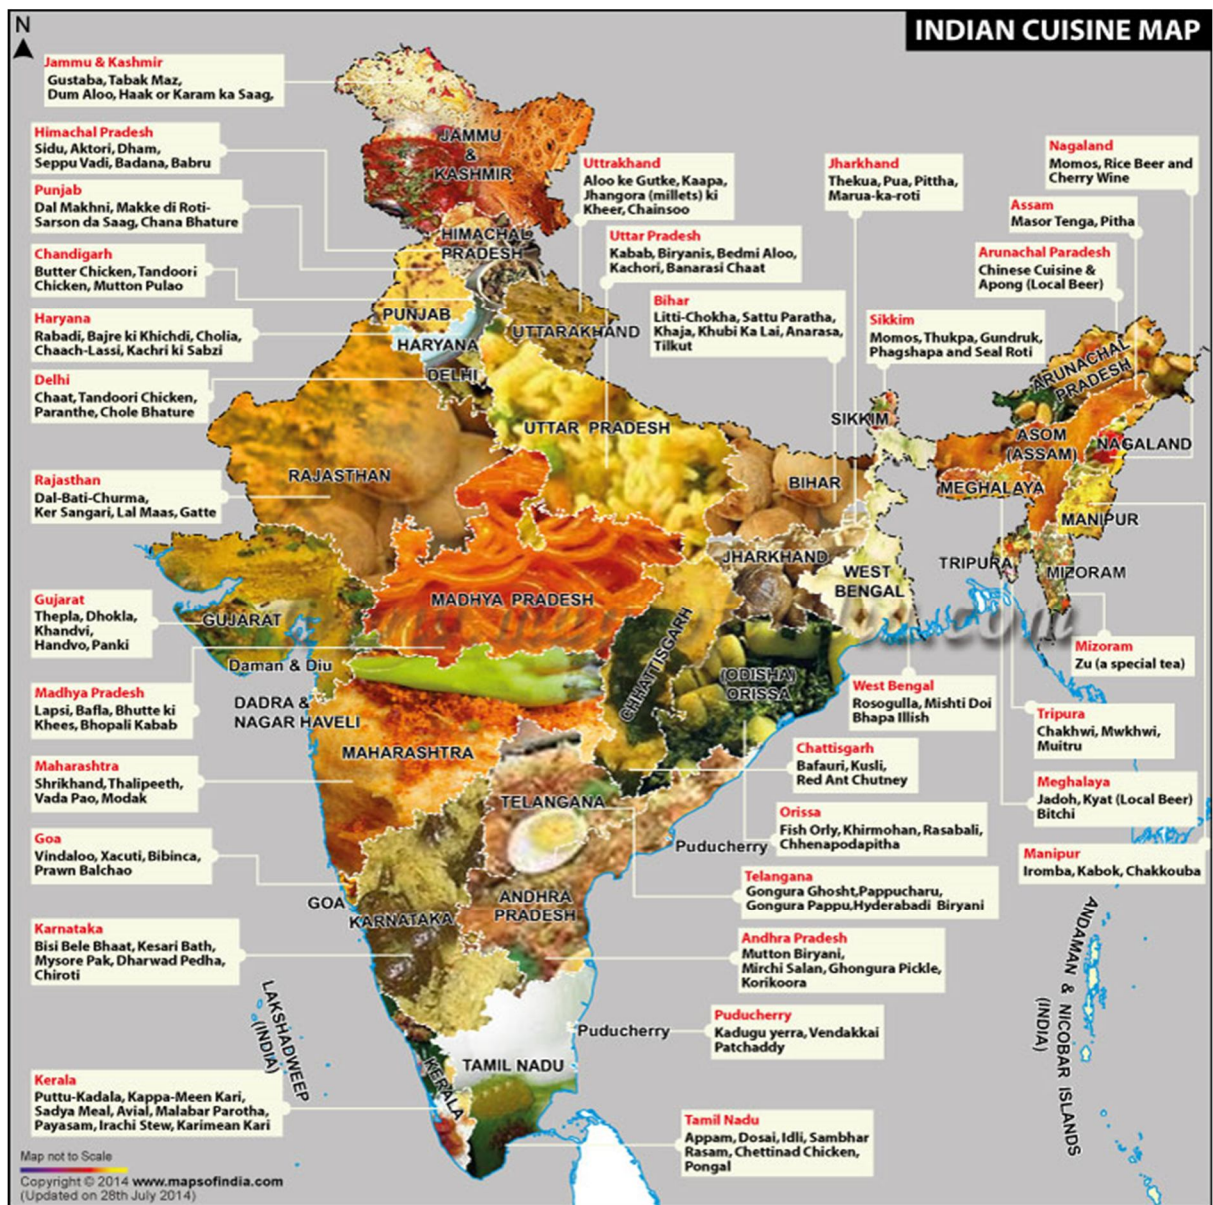 INDIAN CUISINE MAP
N
Jammu & Kashmir
Gustaba, Tabak Maz,
Dum Aloo, Haak or Karam ka Saag,
Himachal Pradesh
Sidu, Aktori, Dham,
Seppu Vadi, Badana, Babru
Punjab
Dal Makhni, Makke di Roti-
Sarson da Saag, Chana Bhature
Chandigarh
Butter Chicken, Tandoori
Chicken, Mutton Pulao
Haryana
Rabadi, Bajre ki Khichdi, Cholia,
Chaach-Lassi, Kachri ki Sabzi
Delhi
Chaat, Tandoori Chicken,
Paranthe, Chole Bhature
Rajasthan
Dal-Bati-Churma,
Ker Sangari, Lal Maas, Gatte
Gujarat
Thepla, Dhokla,
Khandvi,
Handvo, Panki
Madhya Pradesh
Lapsi, Bafla, Bhutte ki
Khees, Bhopali Kabab
Maharashtra
Shrikhand, Thalipeeth,
Vada Pao, Modak
Goa
Vindaloo, Xacuti, Bibinca,
Prawn Balchao
Karnataka
Bisi Bele Bhaat, Kesari Bath,
Mysore Pak, Dharwad Pedha,
Chiroti
Kerala
Puttu-Kadala, Kappa-Meen Kari,
Sadya Meal, Avial, Malabar Parotha,
Payasam, Irachi Stew, Karimean Kari
Uttrakhand
Aloo ke Gutke, Kaapa,
Jhangora (millets) ki
Kheer, Chainsoo
Uttar Pradesh
Kabab, Biryanis, Bedmi Aloo,
Kachori, Banarasi Chaat
Bihar
Litti-Chokha, Sattu Paratha,
Khaja, Khubi Ka Lai, Anarasa,
Tilkut
Jharkhand
Thekua, Pua, Pittha,
Marua-ka-roti
Sikkim
Momos, Thukpa, Gundruk,
Phagshapa and Seal Roti
Nagaland
Momos, Rice Beer and
Cherry Wine
Assam
Masor Tenga, Pitha
Arunachal Paradesh
Chinese Cuisine &
Apong (Local Beer)
Mizoram
Zu (a special tea)
West Bengal
Rosogulla, Mishti Doi
Bhapa Illish
Tripura
Chakhwi, Mwkhwi,
Muitru
Chattisgarh
Bafauri, Kusli,
Red Ant Chutney
Meghalaya
Jadoh, Kyat (Local Beer)
Bitchi
Orissa
Fish Orly, Khirmohan, Rasabali,
Chhenapodapitha
Manipur
Iromba, Kabok, Chakkouba
Telangana
Gongura Ghosht,Pappucharu,
Gongura Pappu,Hyderabadi Biryani
Andhra Pradesh
Mutton Biryani,
Mirchi Salan, Ghongura Pickle,
Korikoora
Puducherry
Kadugu yerra, Vendakkai
Patchaddy
Tamil Nadu
Appam, Dosai, Idli, Sambhar
Rasam, Chettinad Chicken,
Pongal
JAMMU
&
KASHMIR
HIMACHAL
PRADESH
PUNJAB
HARYANA
UTTARAKHAND
DELHI
UTTAR PRADESH
RAJASTHAN
BIHAR
SIKKIM
ARUNACHAL
PRADESH
ASOM
(ASSAM)
NAGALAND
MEGHALAYA
MANIPUR
TRIPURA
MIZORAM
JHARKHAND
WEST
BENGAL
MADHYA PRADESH
GUJARAT
Daman & Diu
DADRA &
NAGAR HAVELI
CHHATTISGARH
(ODISHA)
ORISSA
MAHARASHTRA
TELANGANA
Puducherry
GOA
KARNATAKA
ANDHRA
PRADESH
Puducherry
TAMIL NADU
KERALA
LAKSHADWEEP
(INDIA)
ANDAMAN & NICOBAR ISLANDS
(INDIA)
.com
Map not to Scale
Copyright © 2014 www.mapsofindia.com
(Updated on 28th July 2014)